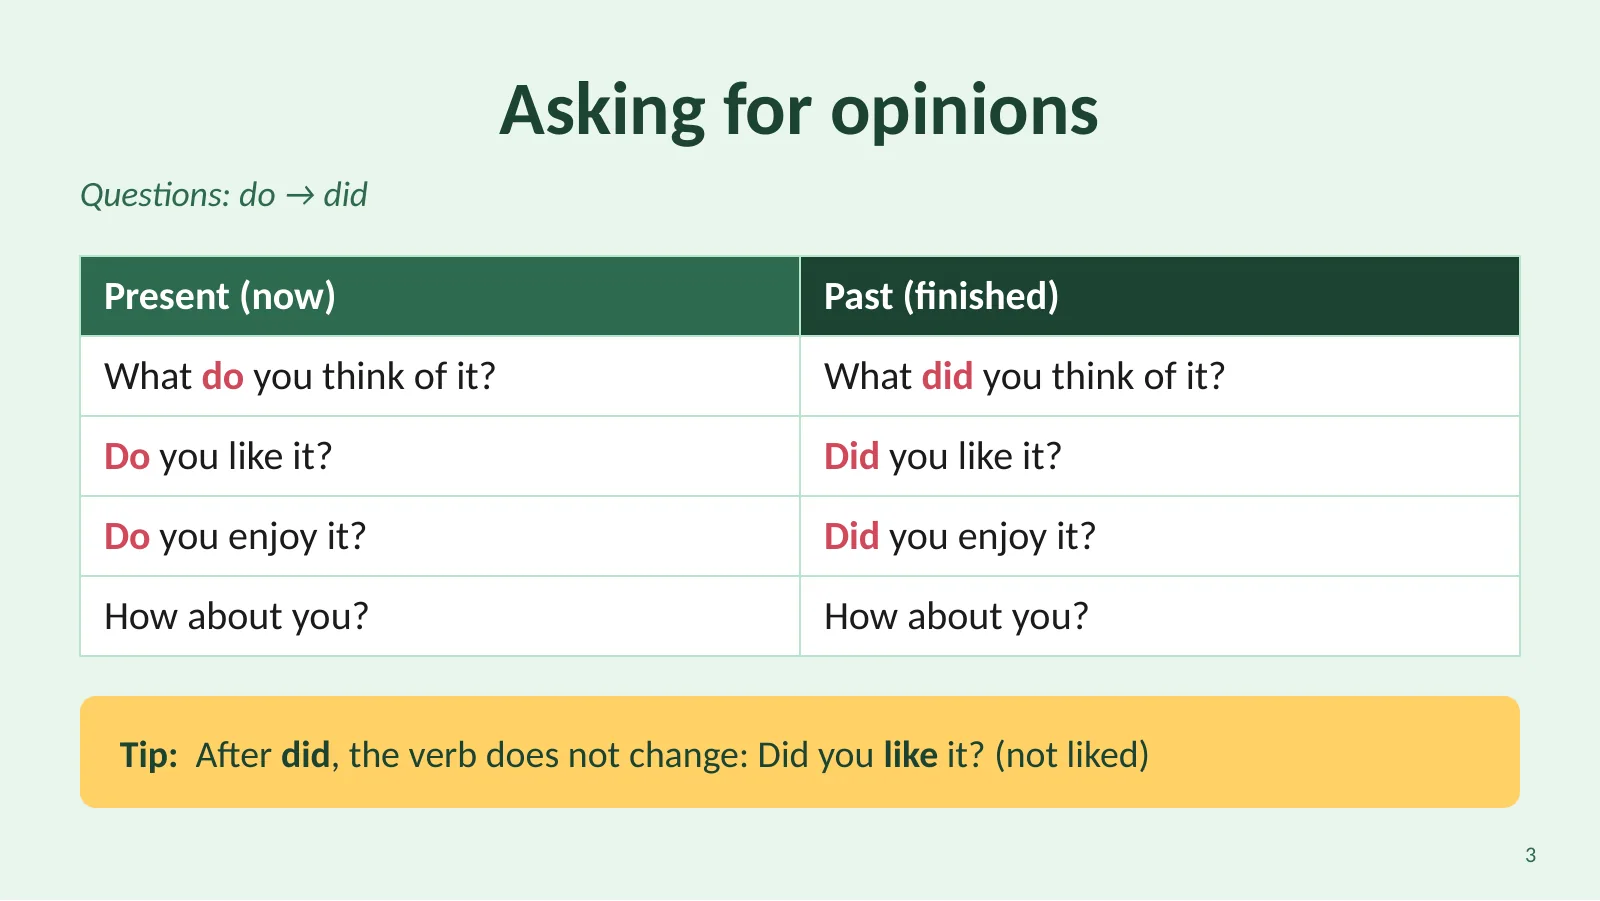 Asking for opinions
Questions: do → did
Present (now)
Past (finished)
What do you think of it?
What did you think of it?
Do you like it?
Did you like it?
Do you enjoy it?
Did you enjoy it?
How about you?
How about you?
Tip: After did, the verb does not change: Did you like it? (not liked)
3